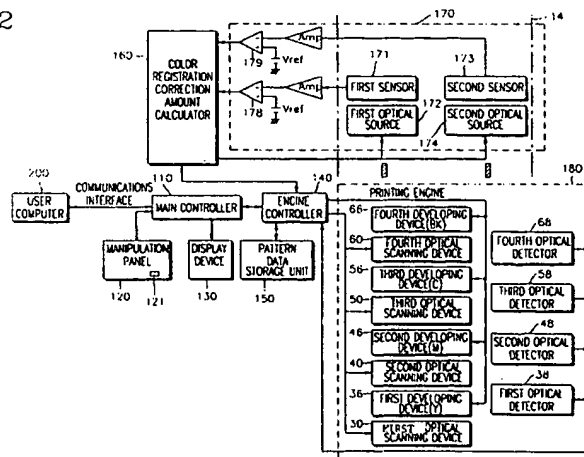 2
170
14
160
COLOR
REGISTRATION
CORRECTION
AMOUNT
CALCULATOR
Amp
179
Vref
Amp
178
Vref
171
FIRST SENSOR
172
FIRST OPTICAL
SOURCE
173
SECOND SENSOR
SECOND OPTICAL
SOURCE
174
180
200
USER
COMPUTER
COMMUNICATIONS
INTERFACE
110
MAIN CONTROLLER
140
ENGINE
CONTROLLER
MANIPULATION
PANEL
121
120
DISPLAY
DEVICE
130
PATTERN
DATA
STORAGE UNIT
150
PRINTING ENGINE
66
FOURTH DEVELOPING
DEVICE(BK)
60
FOURTH OPTICAL
SCANNING DEVICE
56
THIRD DEVELOPING
DEVICE(C)
50
THIRD OPTICAL
SCANNING DEVICE
46
SECOND DEVELOPING
DEVICE(M)
40
SECOND OPTICAL
SCANNING DEVICE
36
FIRST DEVELOPING
DEVICE(Y)
30
FIRST OPTICAL
SCANNING DEVICE
68
FOURTH OPTICAL
DETECTOR
58
THIRD OPTICAL
DETECTOR
48
SECOND OPTICAL
DETECTOR
38
FIRST OPTICAL
DETECTOR